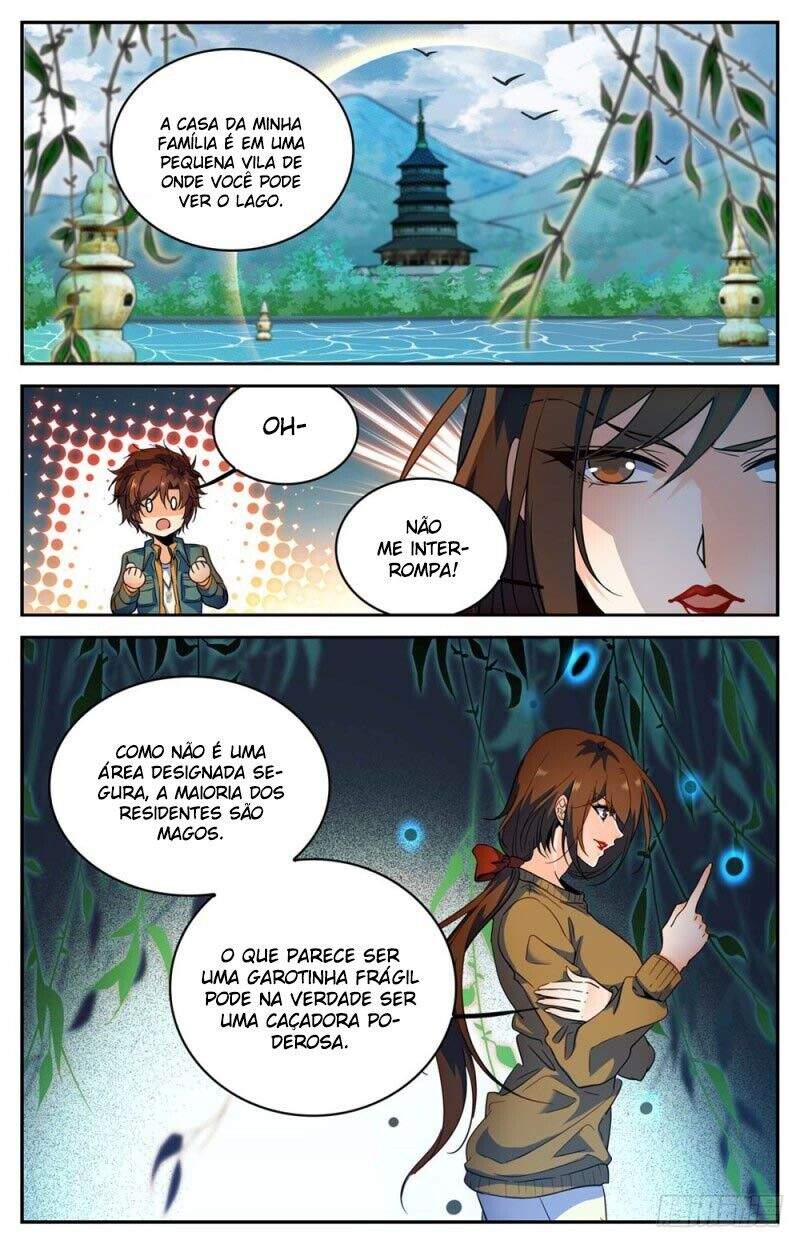 A CASA DA MINHA
FAMÍLIA É EM UMA
PEQUENA VILA DE
ONDE VOCÊ PODE
VER O LAGO.
OH-
NÃO
ME INTER-
ROMPA!
COMO NÃO É UMA
ÁREA DESIGNADA SE-
GURA, A MAIORIA DOS
RESIDENTES SÃO
MAGOS.
O QUE PARECE SER
UMA GAROTINHA FRÁGIL
PODE NA VERDADE SER
UMA CAÇADORA PO-
DEROSA.